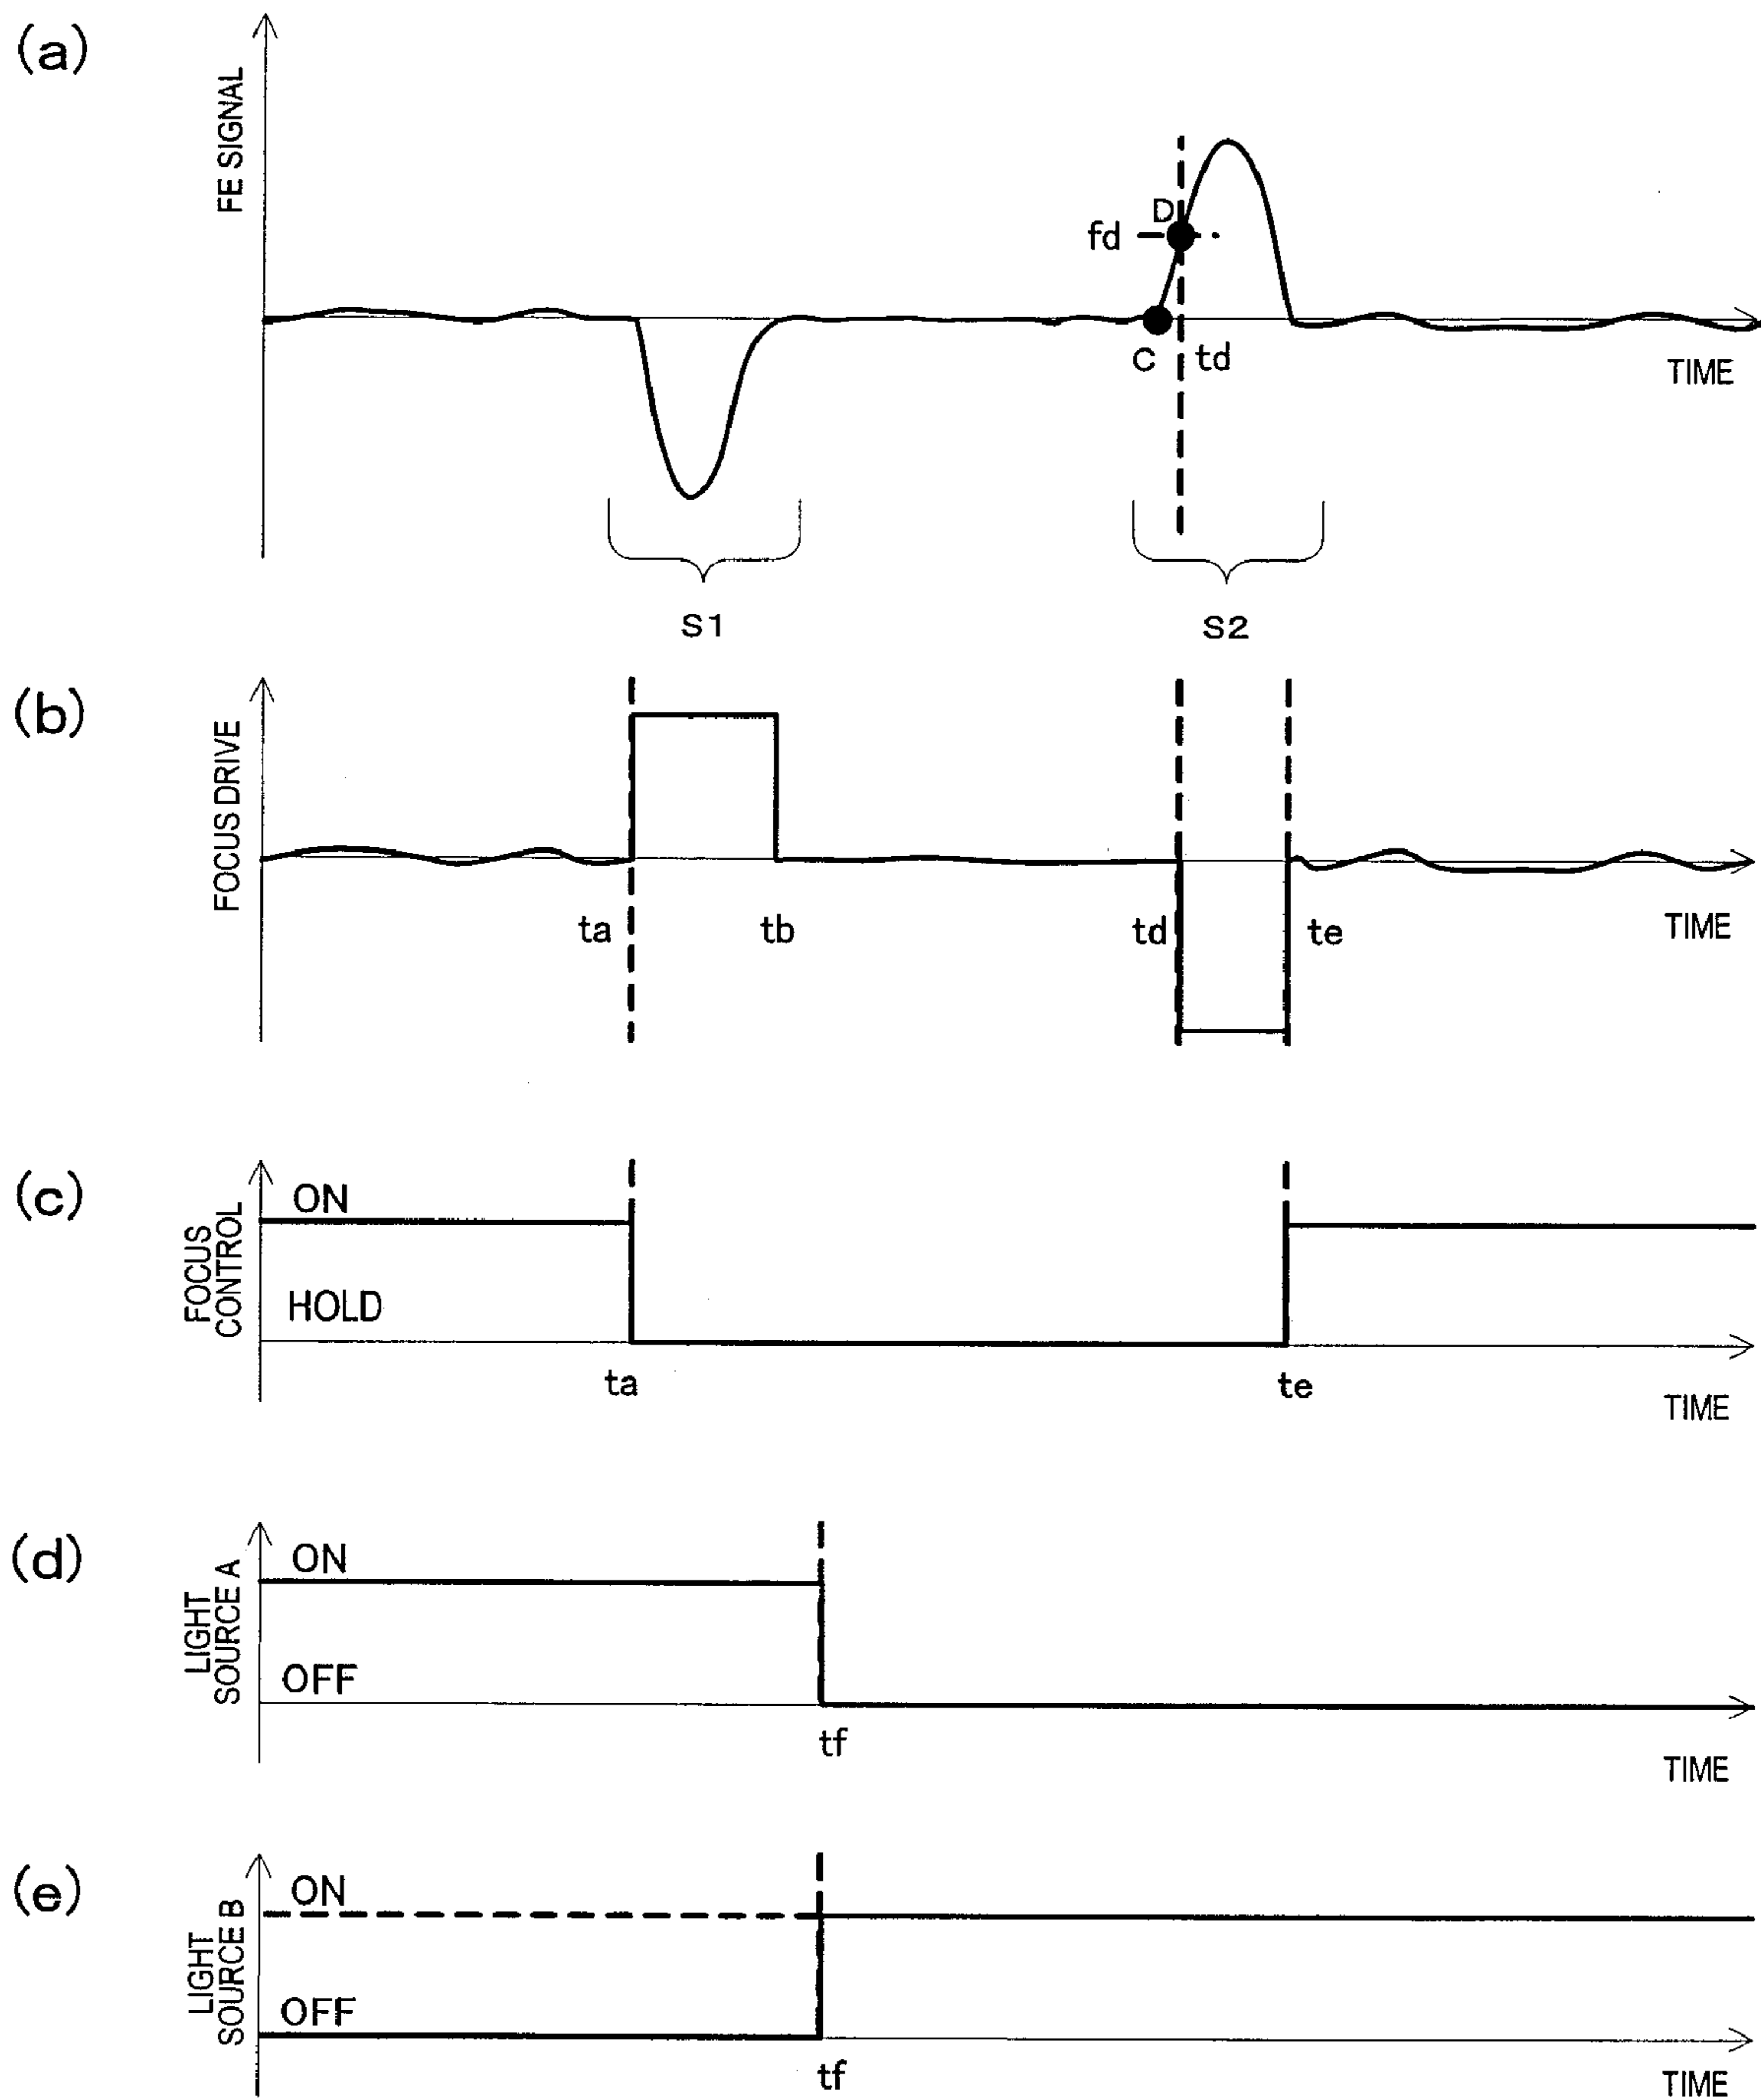 (a)
FE SIGNAL
D
fd
C td
TIME
S1 S2
(b)
FOCUS DRIVE
ta tb td te
TIME
(c)
ON
FOCUS
CONTROL
HOLD
ta te
TIME
(d)
ON
LIGHT
SOURCE A
OFF
tf
TIME
(e)
ON
LIGHT
SOURCE B
OFF
tf
TIME